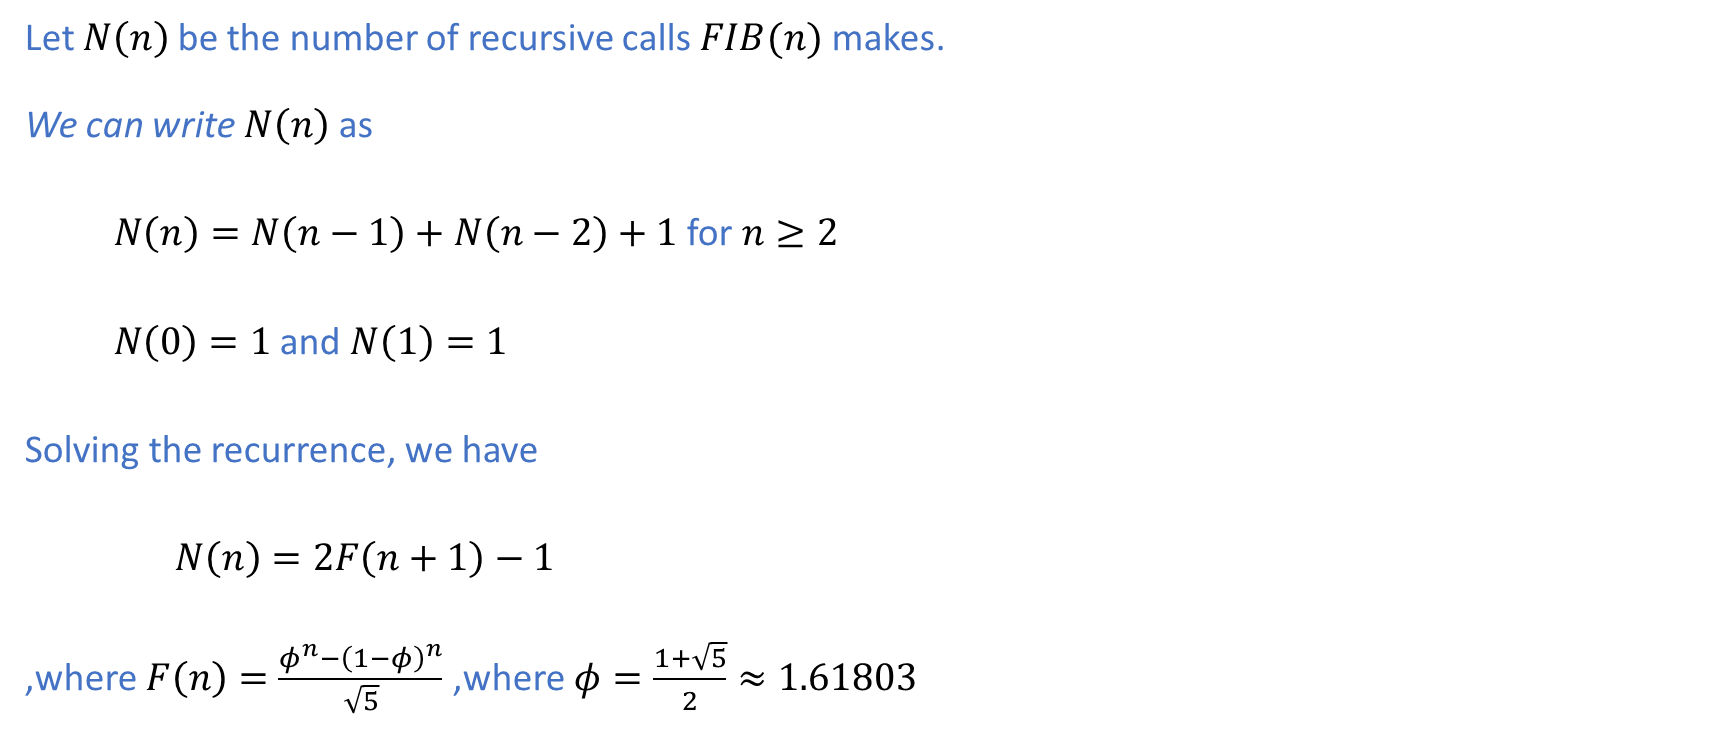 Let N(n) be the number of recursive calls FIB(n) makes.
We can write N(n) as
N(n) = N(n − 1) + N(n − 2) + 1 for n ≥ 2
N(0) = 1 and N(1) = 1
Solving the recurrence, we have
N(n) = 2F(n + 1) − 1
,where F(n) = \frac{ϕ^n−(1−ϕ)^n}{√5} ,where ϕ = \frac{1+√5}{2} ≈ 1.61803